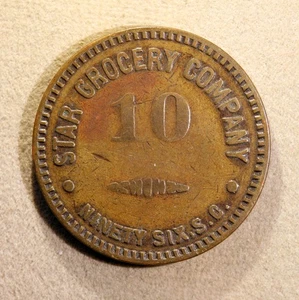 STAR GROCERY COMPANY
10
NINETY SIX, S. C.